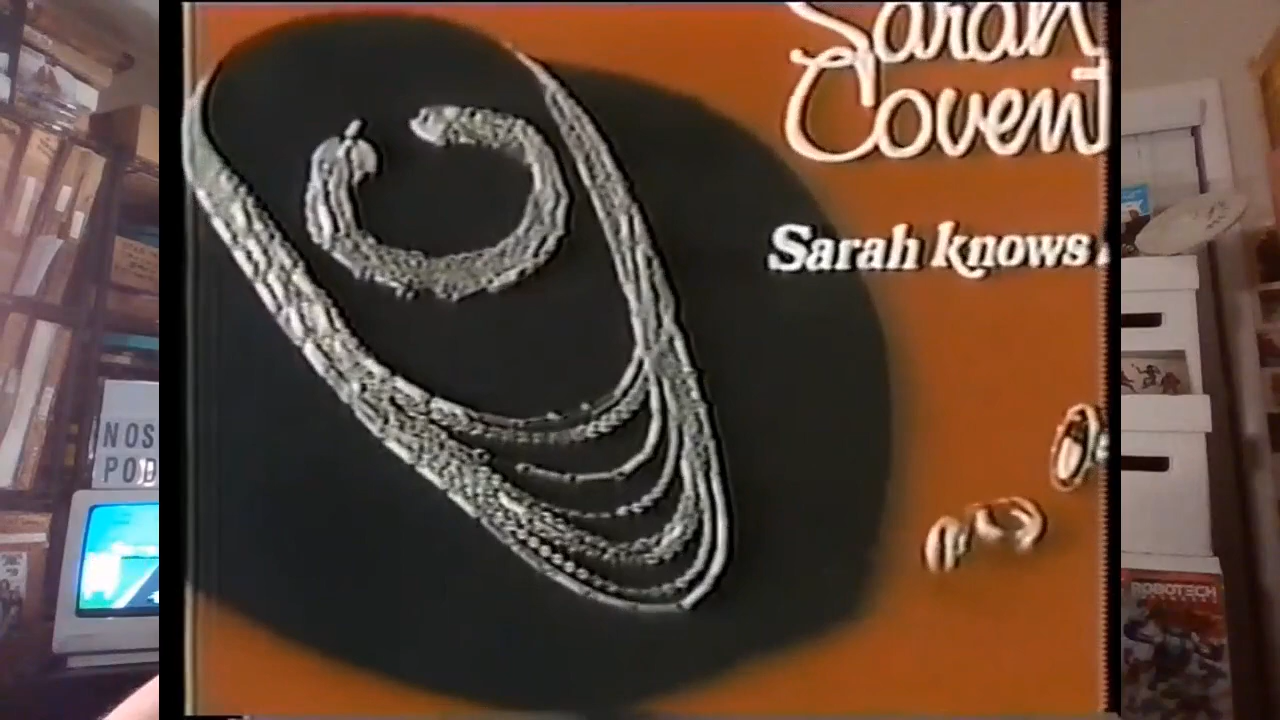 Sarah
Covent
Sarah knows
NOS
POD
ROBOTECH